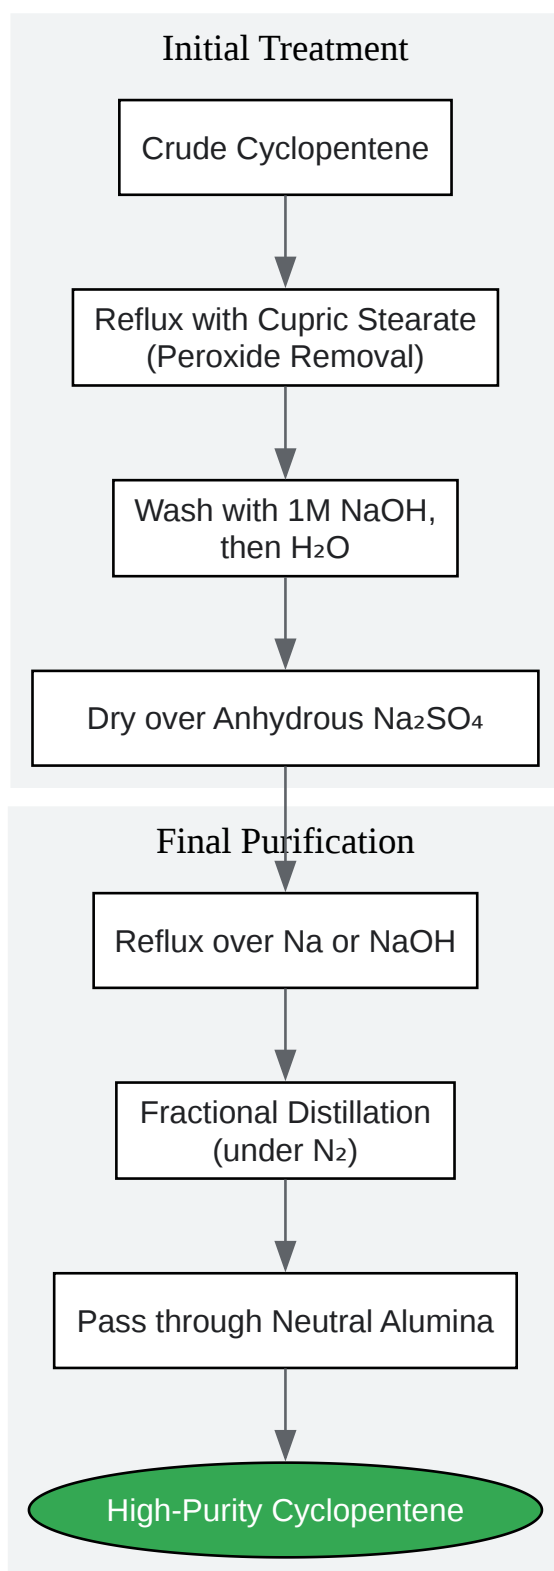 Initial Treatment
Crude Cyclopentene
Reflux with Cupric Stearate
(Peroxide Removal)
Wash with 1M NaOH,
then H₂O
Dry over Anhydrous Na₂SO₄
Final Purification
Reflux over Na or NaOH
Fractional Distillation
(under N₂)
Pass through Neutral Alumina
High-Purity Cyclopentene